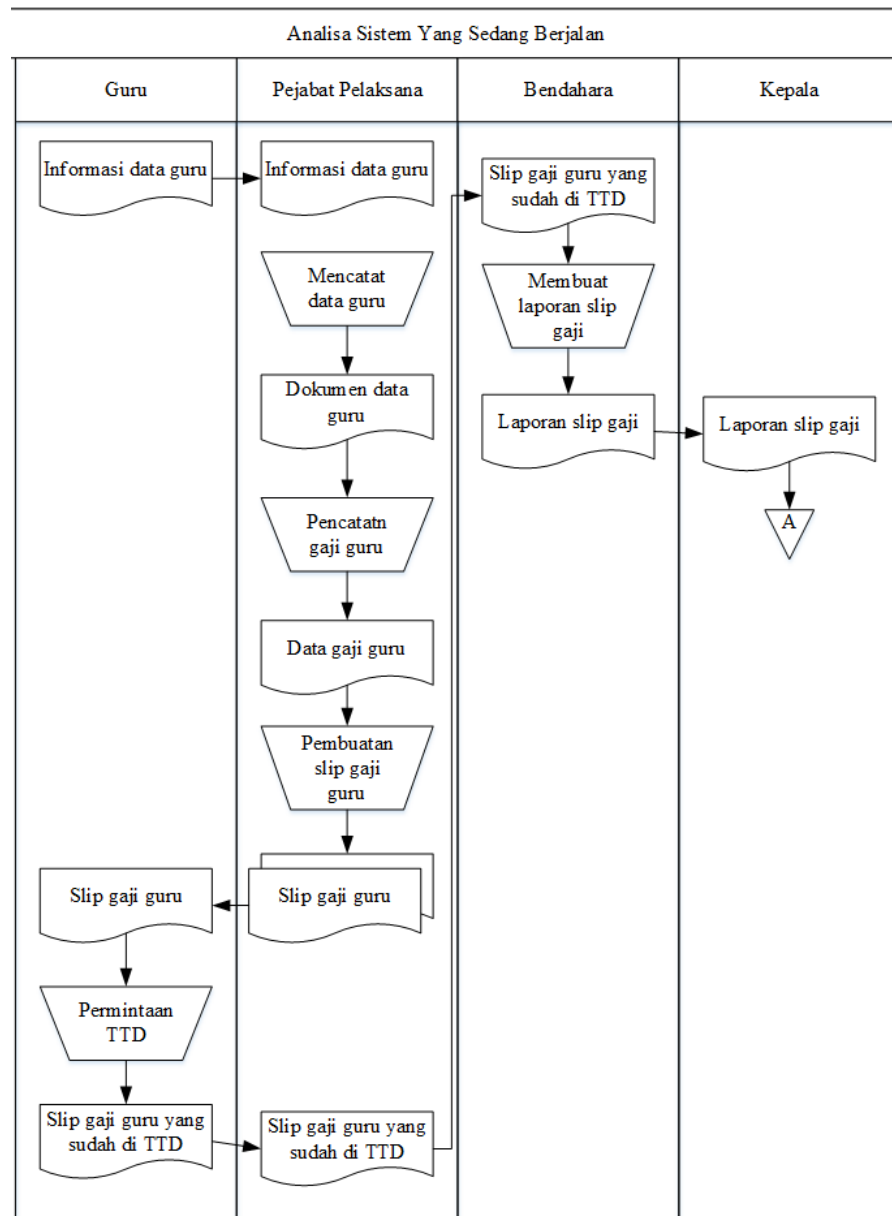 Analisa Sistem Yang Sedang Berjalan
Guru
Pejabat Pelaksana
Bendahara
Kepala
Informasi data guru
Informasi data guru
Mencatat
data guru
Dokumen data
guru
Pencatatn
gaji guru
Data gaji guru
Pembuatan
slip gaji
guru
Slip gaji guru
Slip gaji guru
Permintaan
TTD
Slip gaji guru yang
sudah di TTD
Slip gaji guru yang
sudah di TTD
Slip gaji guru yang
sudah di TTD
Membuat
laporan slip
gaji
Laporan slip gaji
Laporan slip gaji
A